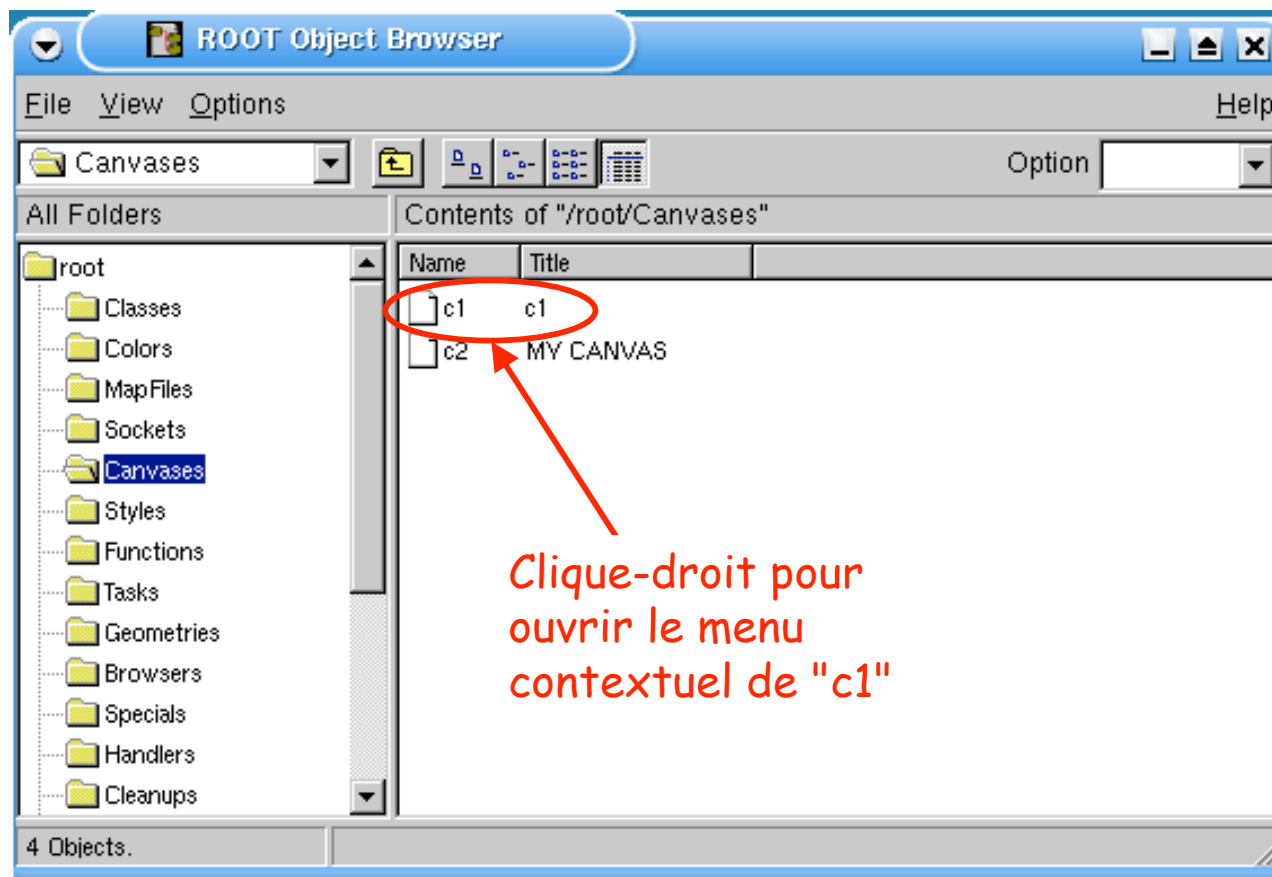 ROOT Object Browser
File View Options Help
Canvases Option
All Folders Contents of "/root/Canvases"
root
Classes
Colors
MapFiles
Sockets
Canvases
Styles
Functions
Tasks
Geometries
Browsers
Specials
Handlers
Cleanups
Name Title
c1 c1
c2 MY CANVAS
Clique-droit pour
ouvrir le menu
contextuel de "c1"
4 Objects.